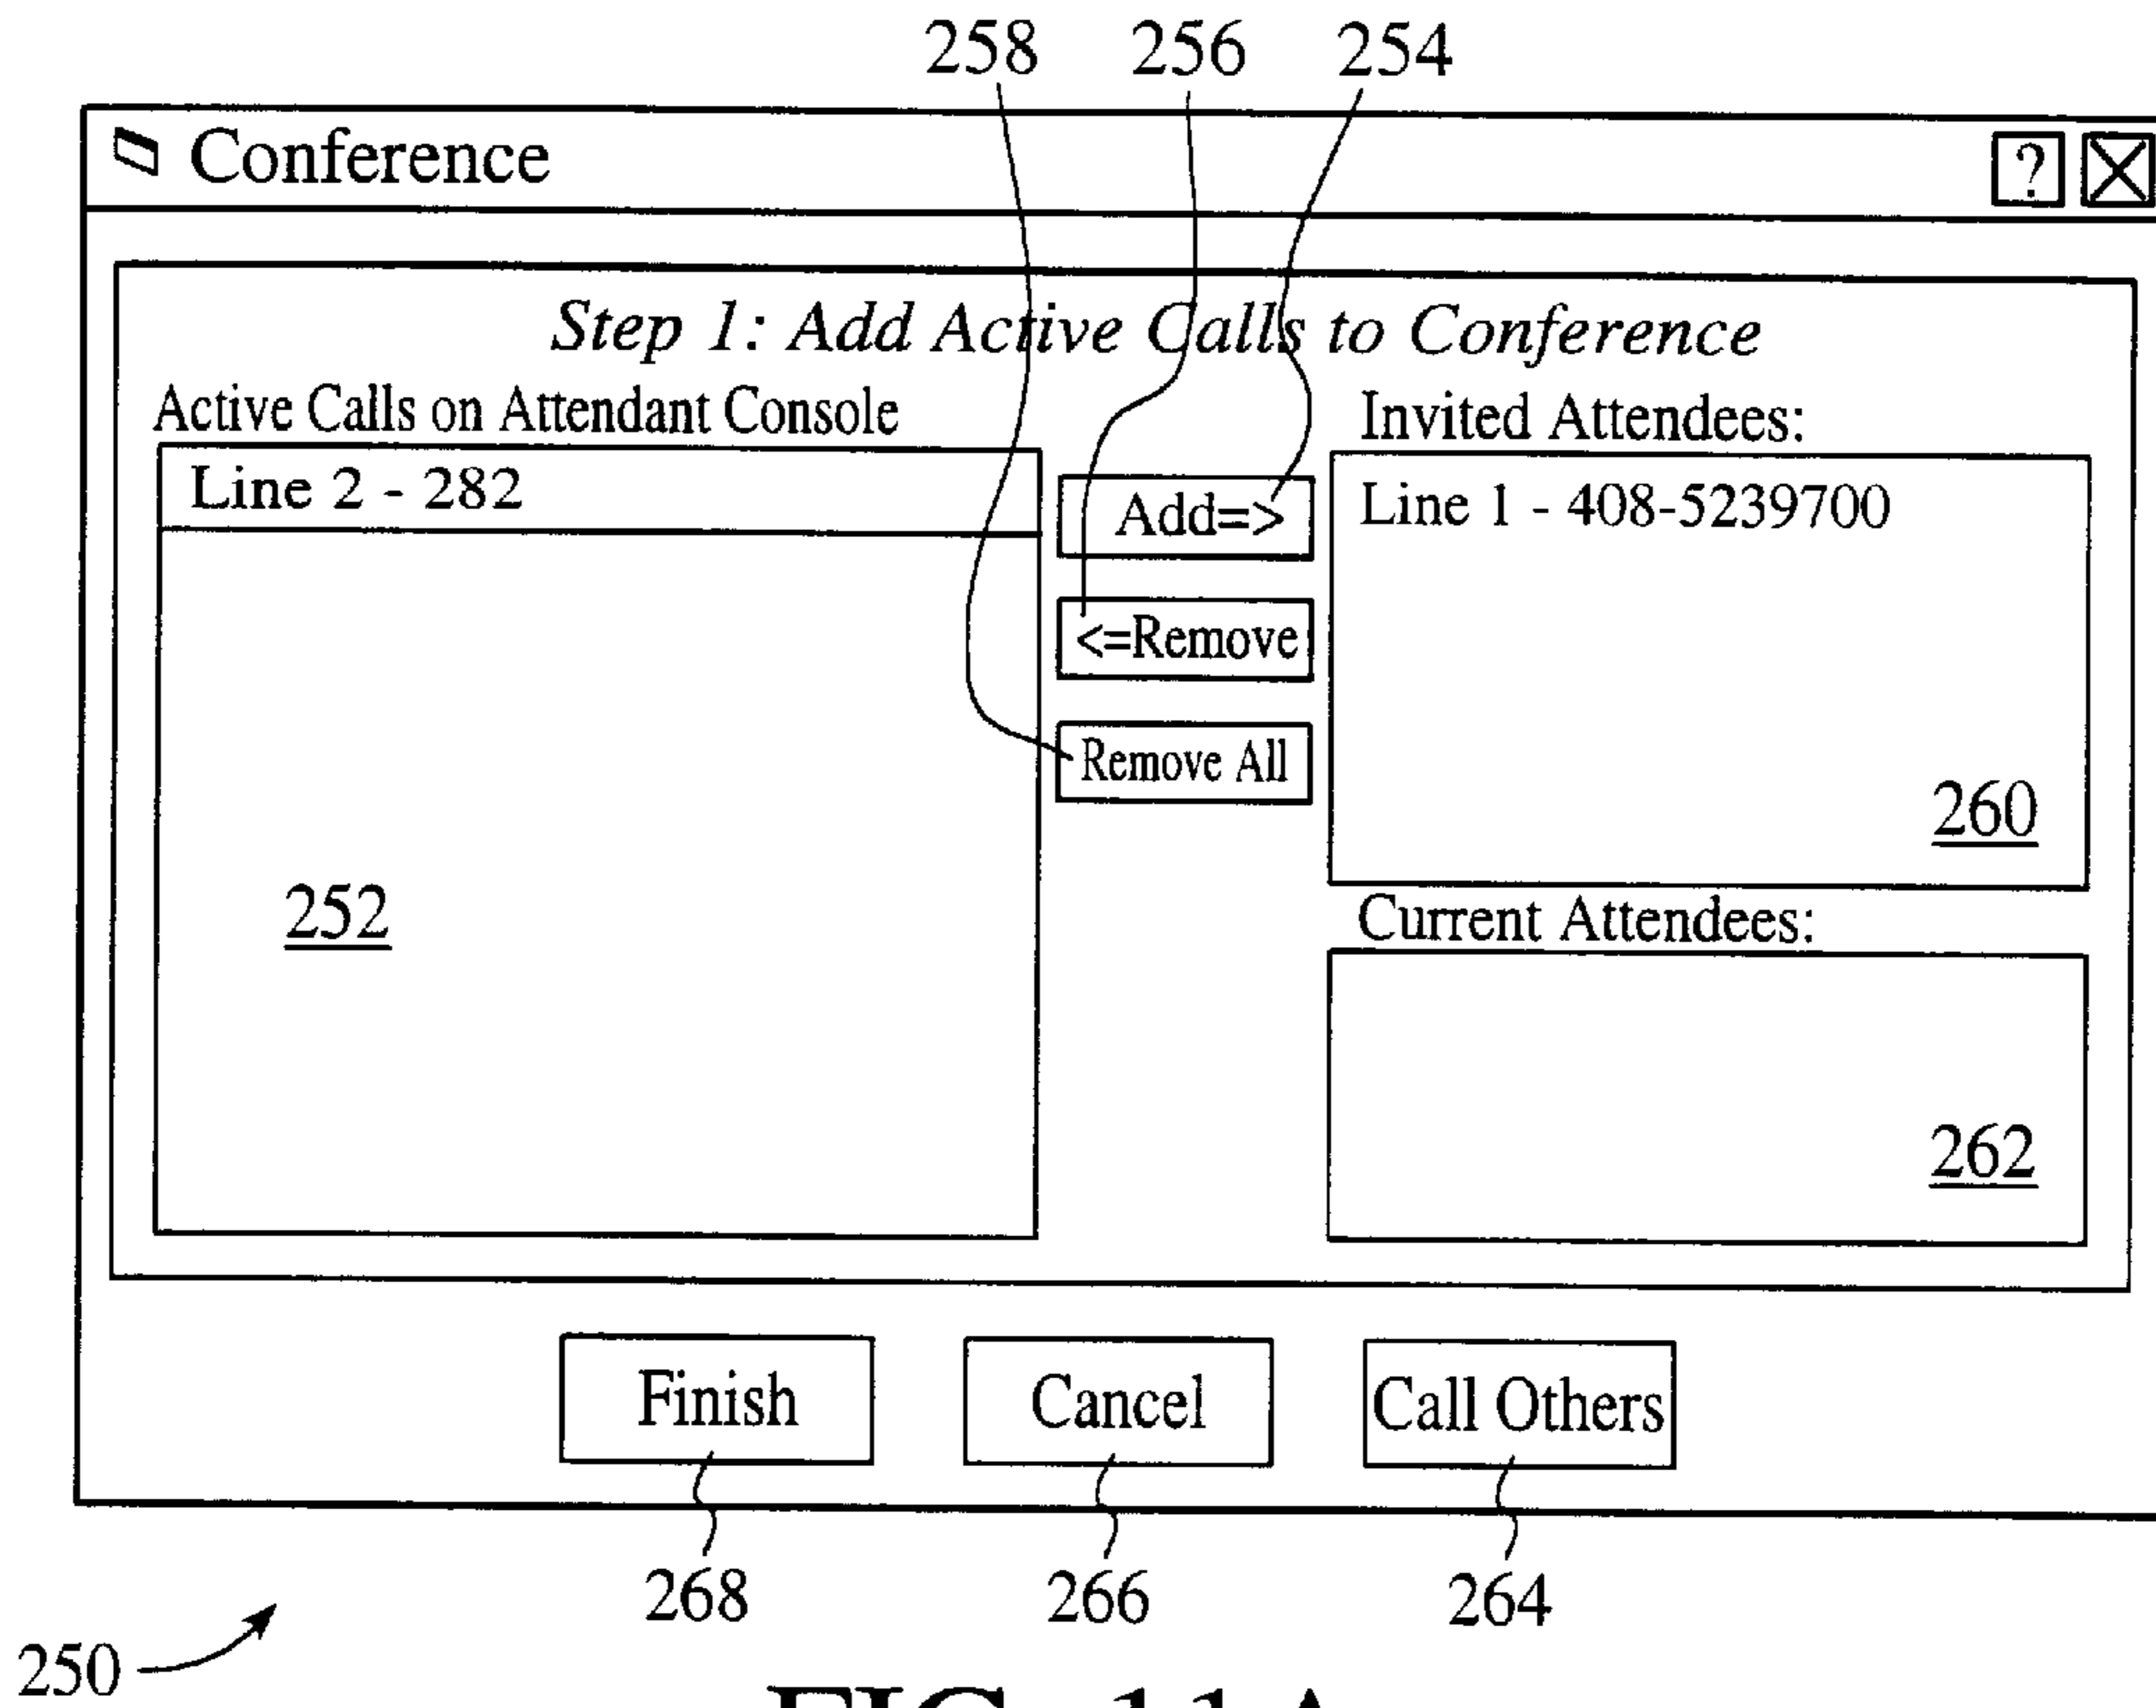 258 256 254
Conference ?
Step 1: Add Active Calls to Conference
Active Calls on Attendant Console
Line 2 - 282
252
Add=>
<=Remove
Remove All
Invited Attendees:
Line 1 - 408-5239700
260
Current Attendees:
262
Finish Cancel Call Others
268 266 264
250
FIG. 11A